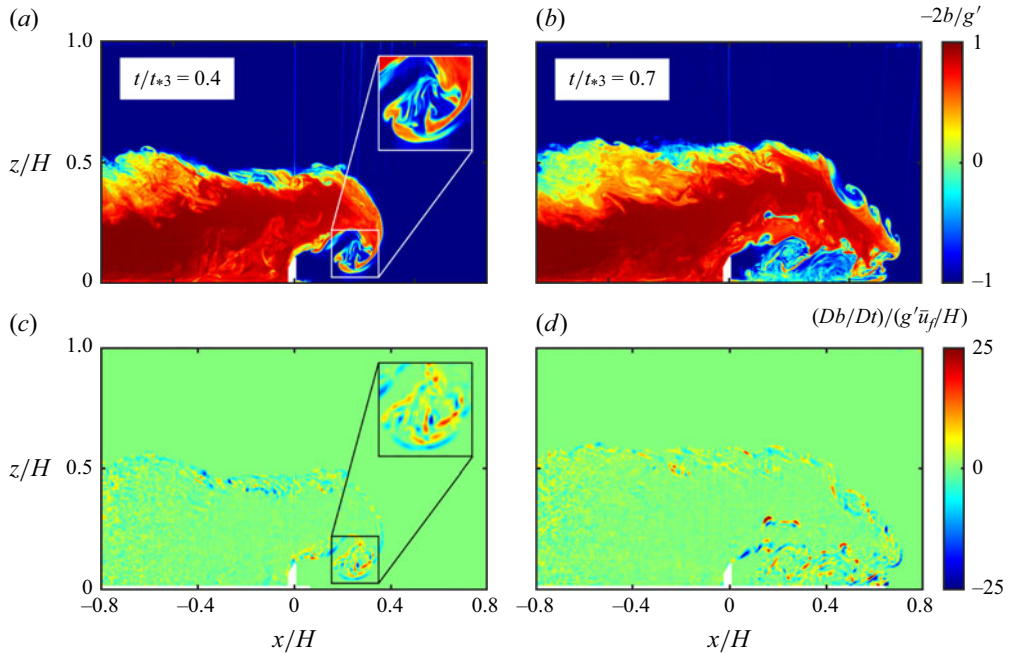 (a)
(b)
−2b/g′
1.0
t/t*3 = 0.4
t/t*3 = 0.7
1
z/H
0.5
0
0
−1
(c)
(d)
(Db/Dt)/(g′ūf/H)
1.0
25
z/H
0.5
0
0
−25
−0.8
−0.4
0
0.4
0.8
−0.8
−0.4
0
0.4
0.8
x/H
x/H